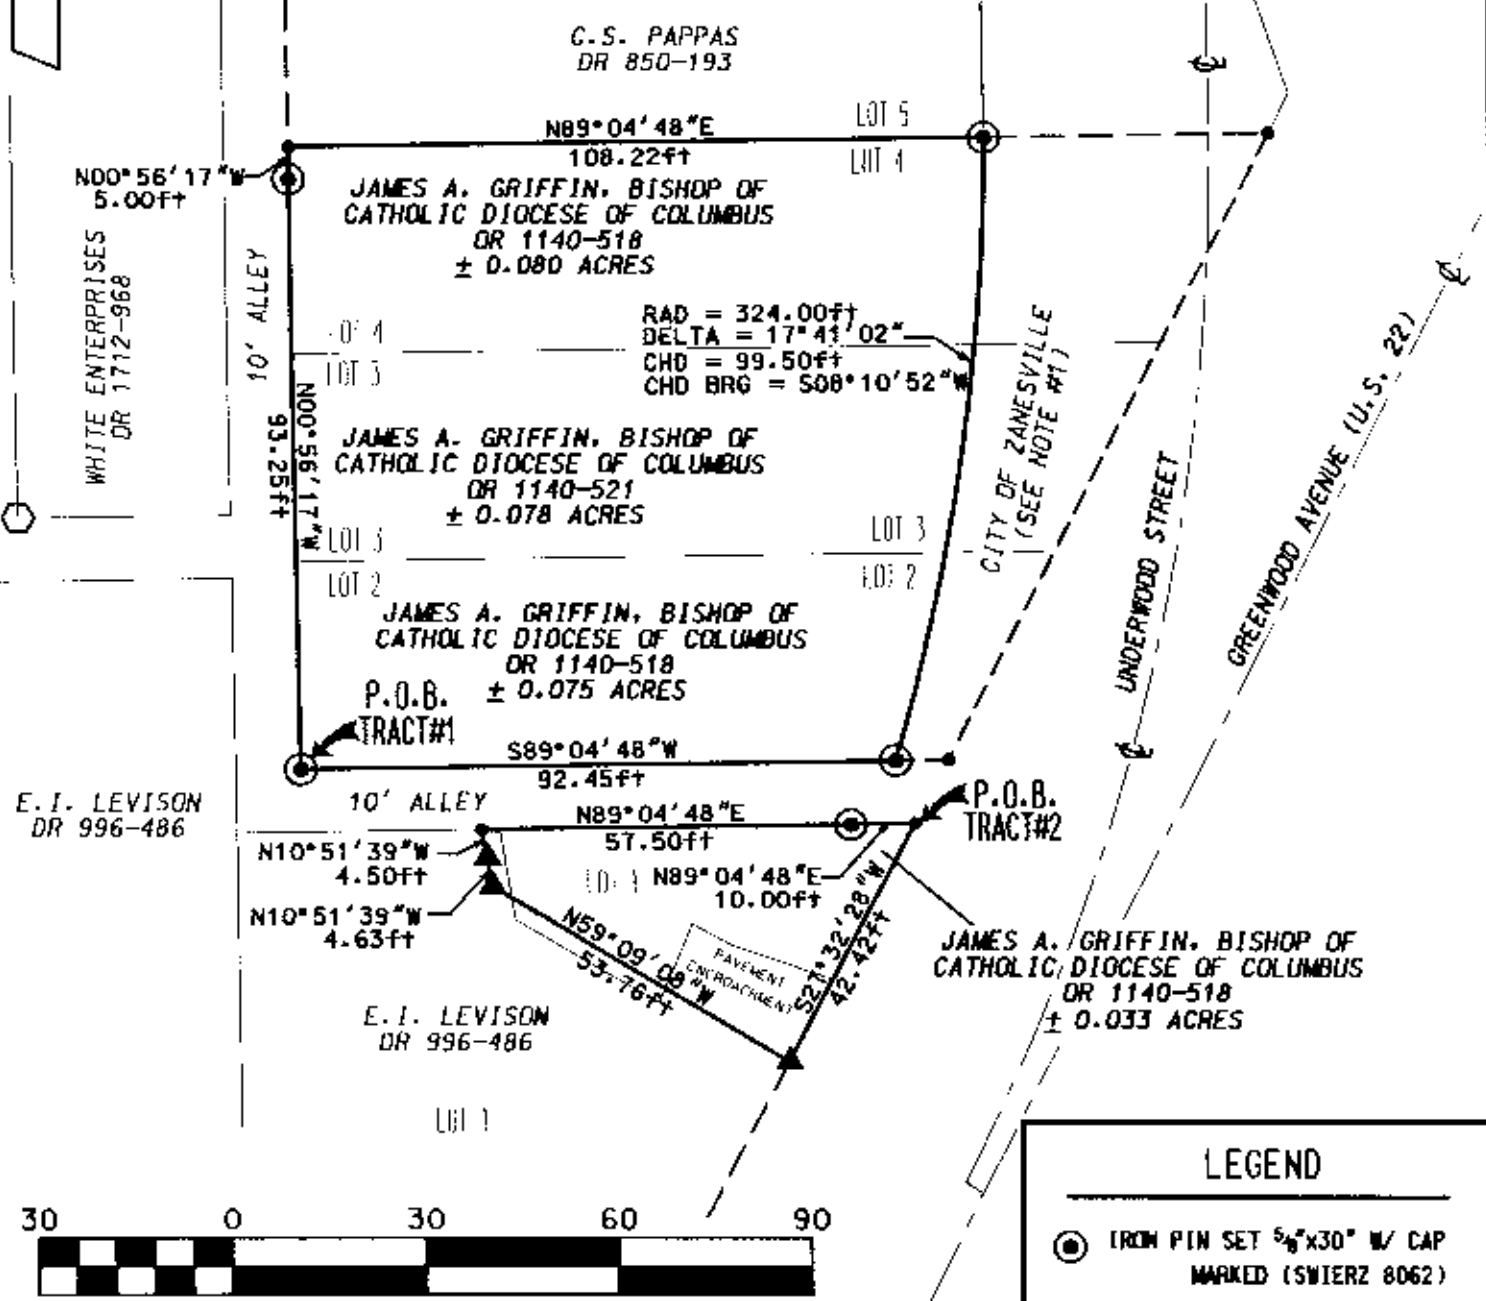 C.S. PAPPAS
DR 850-193
N89°04'48"E
108.22ft
LOT 5
LOT 4
N00°56'17"W
5.00ft
JAMES A. GRIFFIN, BISHOP OF
CATHOLIC DIOCESE OF COLUMBUS
OR 1140-518
± 0.080 ACRES
WHITE ENTERPRISES
OR 1712-968
10' ALLEY
RAD = 324.00ft
DELTA = 17°41'02"
CHD = 99.50ft
CHD BRG = S08°10'52"W
LOT 4
LOT 3
N00°56'17"W
93.25ft
JAMES A. GRIFFIN, BISHOP OF
CATHOLIC DIOCESE OF COLUMBUS
OR 1140-521
± 0.078 ACRES
CITY OF ZANESVILLE
(SEE NOTE #1)
UNDERWOOD STREET
GREENWOOD AVENUE (U.S. 22)
LOT 3
LOT 2
LOT 3
LOT 2
JAMES A. GRIFFIN, BISHOP OF
CATHOLIC DIOCESE OF COLUMBUS
OR 1140-518
± 0.075 ACRES
P.O.B.
TRACT#1
S89°04'48"W
92.45ft
10' ALLEY
E.I. LEVISON
DR 996-486
N89°04'48"E
57.50ft
P.O.B.
TRACT#2
N10°51'39"W
4.50ft
LOT 1
N89°04'48"E
10.00ft
N10°51'39"W
4.63ft
N59°09'08"W
53.76ft
PAVEMENT
ENCROACHMENT
S27°32'28"W
42.42ft
JAMES A. GRIFFIN, BISHOP OF
CATHOLIC DIOCESE OF COLUMBUS
OR 1140-518
± 0.033 ACRES
E.I. LEVISON
DR 996-486
LOT 1
30 0 30 60 90
LEGEND
IRON PIN SET 5/8"x30" W/ CAP
MARKED (SWIERZ 8062)